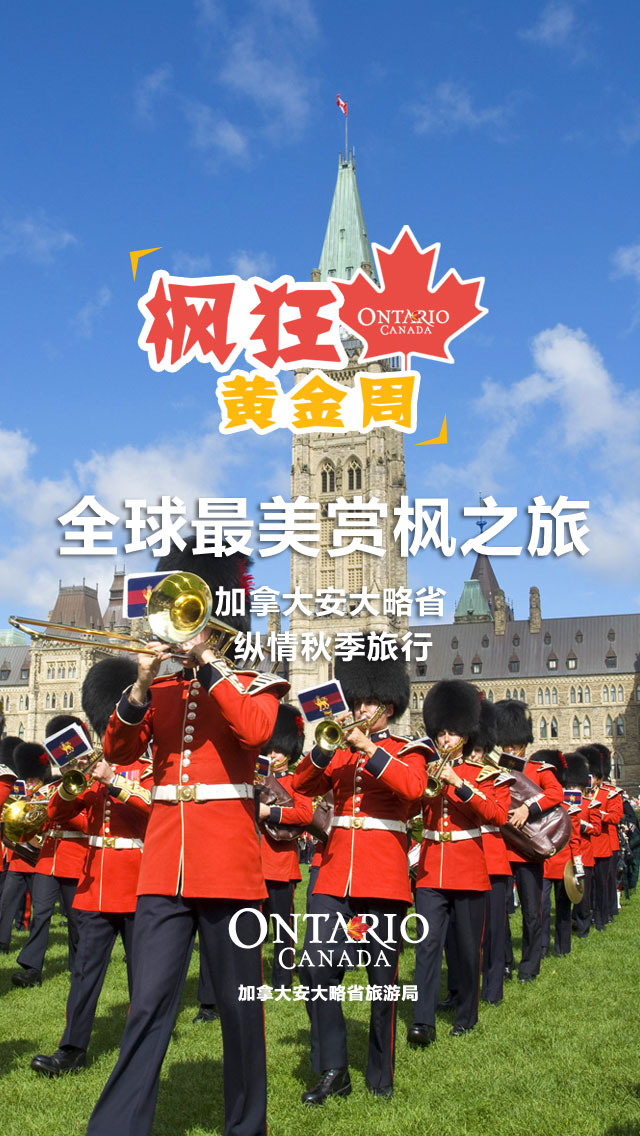 枫狂
ONTARIO
CANADA
黄金周
全球最美赏枫之旅
加拿大安大略省
纵情秋季旅行
ONTARIO
CANADA
加拿大安大略省旅游局